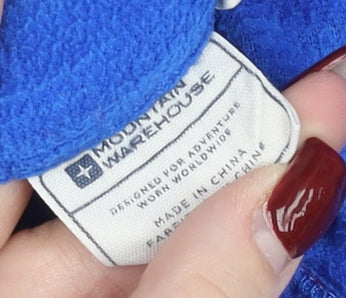 MOUNTAIN
WAREHOUSE
DESIGNED FOR ADVENTURE
WORN WORLDWIDE
MADE IN CHINA